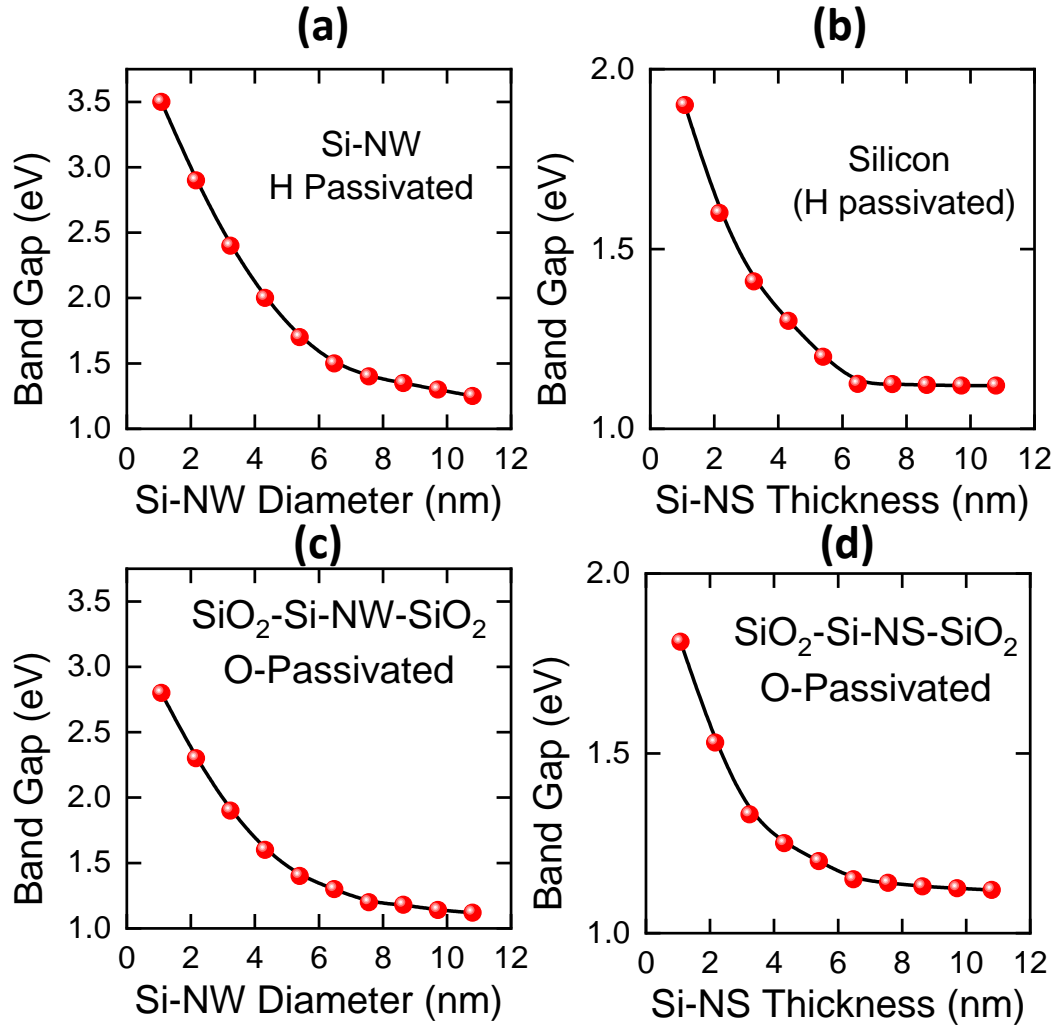 (a)
3.5
3.0
2.5
2.0
1.5
1.0
Band Gap (eV)
Si-NW
H Passivated
0 2 4 6 8 10 12
Si-NW Diameter (nm)
(b)
2.0
1.5
1.0
Band Gap (eV)
Silicon
(H passivated)
0 2 4 6 8 10 12
Si-NS Thickness (nm)
(c)
3.5
3.0
2.5
2.0
1.5
1.0
Band Gap (eV)
SiO₂-Si-NW-SiO₂
O-Passivated
0 2 4 6 8 10 12
Si-NW Diameter (nm)
(d)
2.0
1.5
1.0
Band Gap (eV)
SiO₂-Si-NS-SiO₂
O-Passivated
0 2 4 6 8 10 12
Si-NS Thickness (nm)